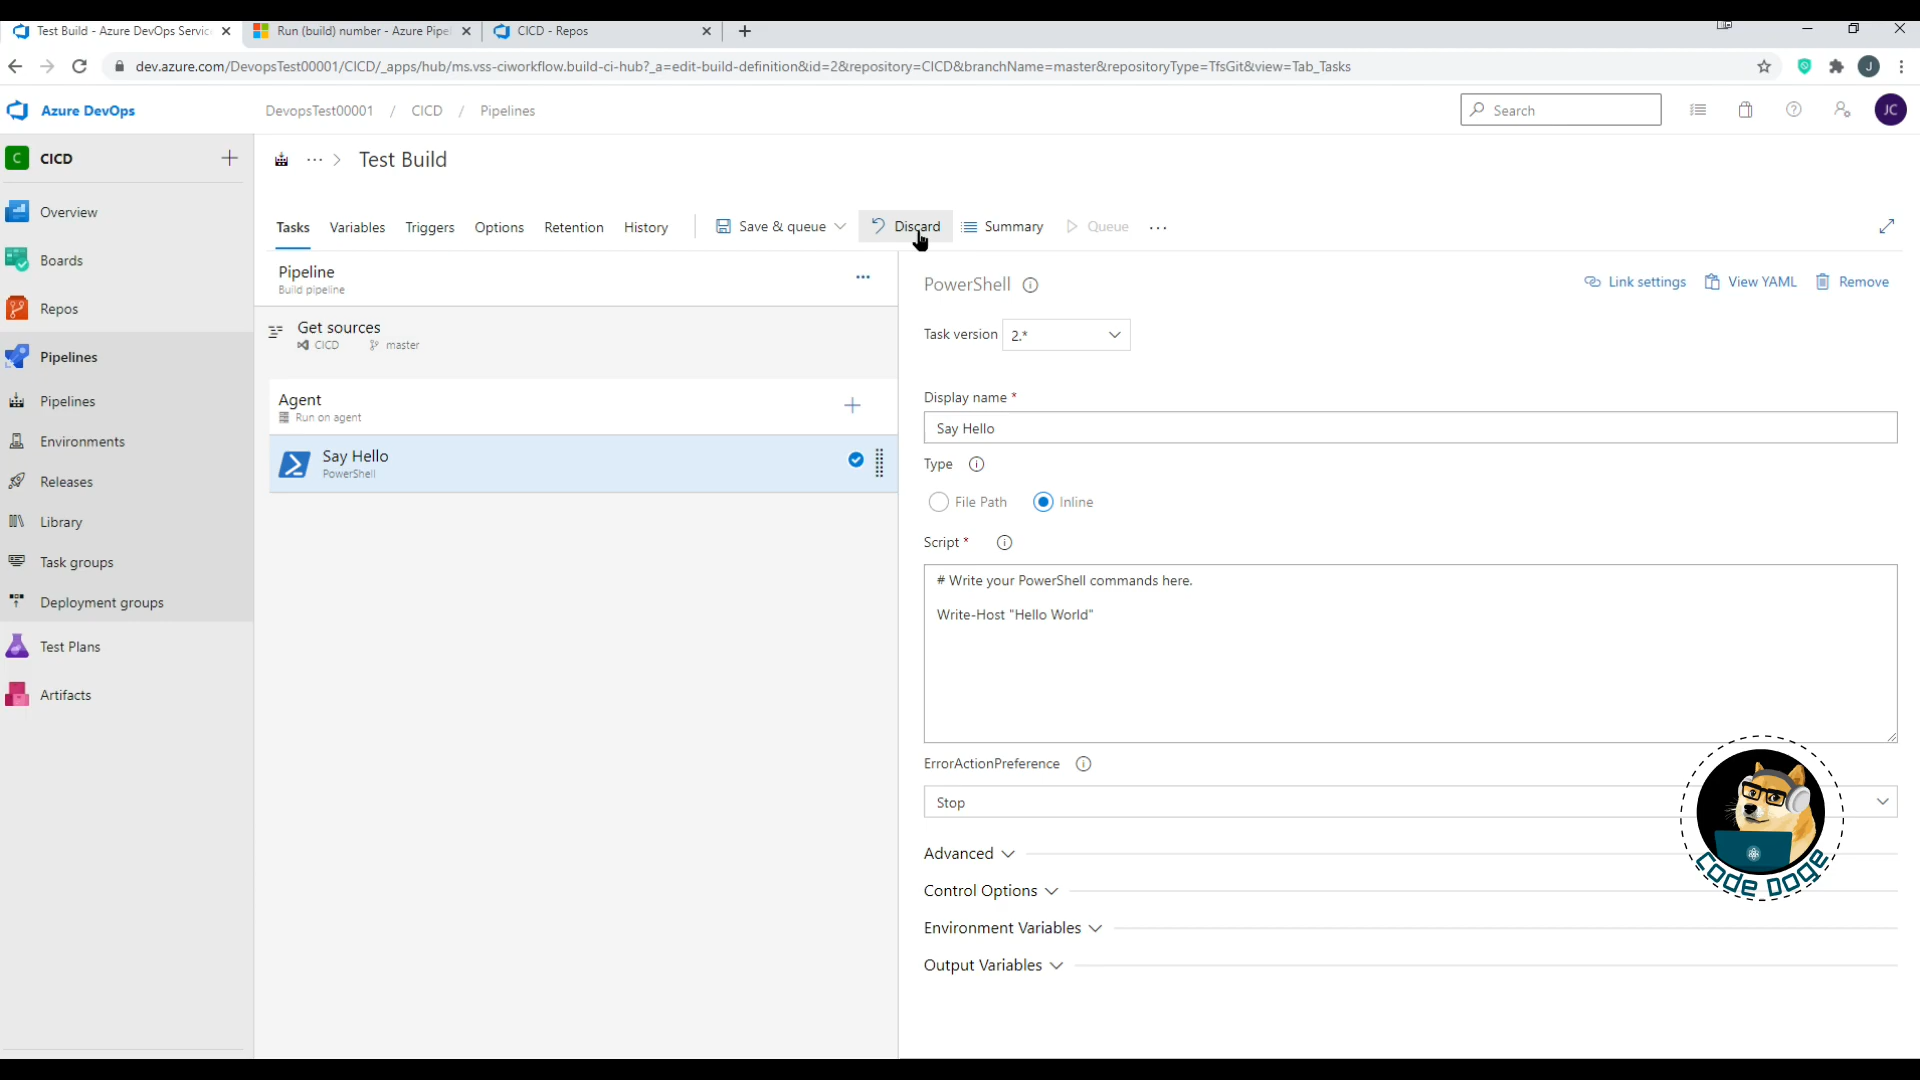 Test Build - Azure DevOps Servic
Run (build) number - Azure Pipel
CICD - Repos
dev.azure.com/DevopsTest00001/CICD/_apps/hub/ms.vss-ciworkflow.build-ci-hub?_a=edit-build-definition&id=2&repository=CICD&branchName=master&repositoryType=TfsGit&view=Tab_Tasks
J
Azure DevOps
DevopsTest00001 / CICD / Pipelines
Search
JC
C CICD
Test Build
Overview
Boards
Repos
Pipelines
Pipelines
Environments
Releases
Library
Task groups
Deployment groups
Test Plans
Artifacts
Tasks Variables Triggers Options Retention History
Save & queue Discard Summary Queue
Pipeline
Build pipeline
Get sources
CICD master
Agent
Run on agent
Say Hello
PowerShell
PowerShell
Link settings View YAML Remove
Task version 2.*
Display name *
Say Hello
Type
File Path Inline
Script *
# Write your PowerShell commands here.
Write-Host "Hello World"
ErrorActionPreference
Stop
Advanced
Control Options
Environment Variables
Output Variables
Code Doge